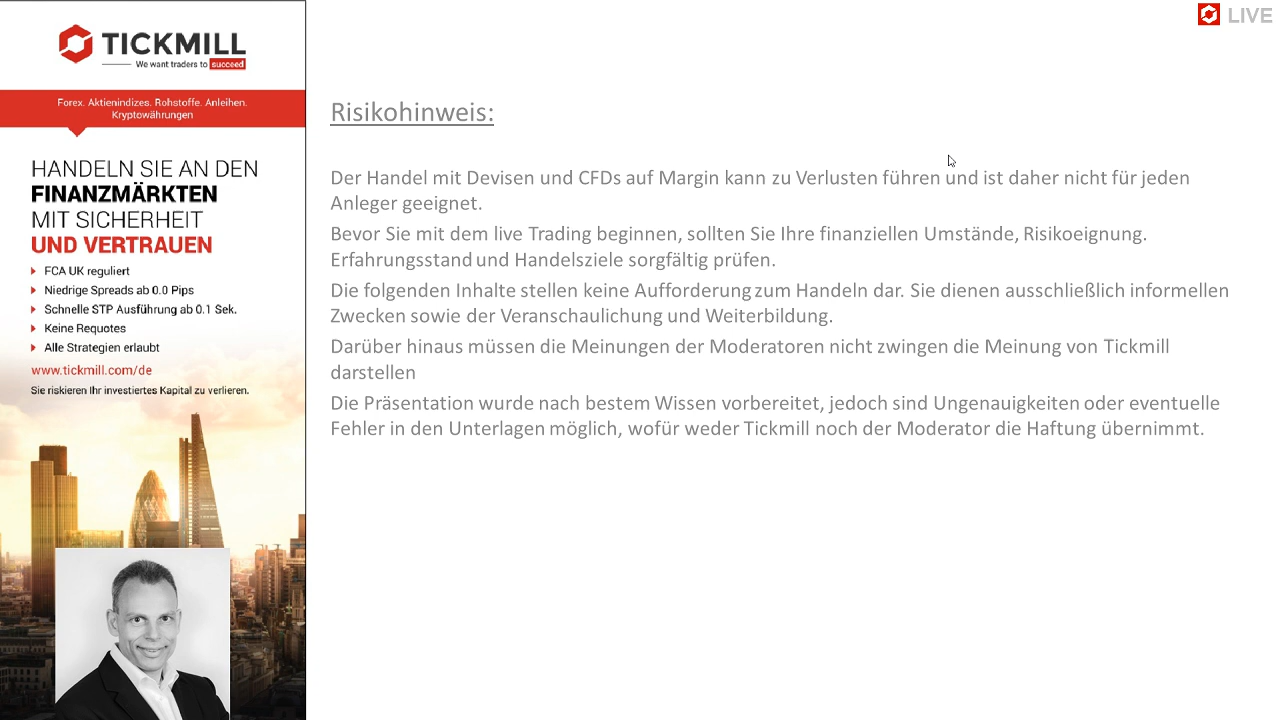 TICKMILL
We want traders to succeed
Forex. Aktienindizes. Rohstoffe. Anleihen.
Kryptowährungen
HANDELN SIE AN DEN
FINANZMÄRKTEN
MIT SICHERHEIT
UND VERTRAUEN
FCA UK reguliert
Niedrige Spreads ab 0.0 Pips
Schnelle STP Ausführung ab 0.1 Sek.
Keine Requotes
Alle Strategien erlaubt
www.tickmill.com/de
Sie riskieren Ihr investiertes Kapital zu verlieren.
LIVE
Risikohinweis:
Der Handel mit Devisen und CFDs auf Margin kann zu Verlusten führen und ist daher nicht für jeden
Anleger geeignet.
Bevor Sie mit dem live Trading beginnen, sollten Sie Ihre finanziellen Umstände, Risikoeignung.
Erfahrungsstand und Handelsziele sorgfältig prüfen.
Die folgenden Inhalte stellen keine Aufforderung zum Handeln dar. Sie dienen ausschließlich informellen
Zwecken sowie der Veranschaulichung und Weiterbildung.
Darüber hinaus müssen die Meinungen der Moderatoren nicht zwingen die Meinung von Tickmill
darstellen
Die Präsentation wurde nach bestem Wissen vorbereitet, jedoch sind Ungenauigkeiten oder eventuelle
Fehler in den Unterlagen möglich, wofür weder Tickmill noch der Moderator die Haftung übernimmt.